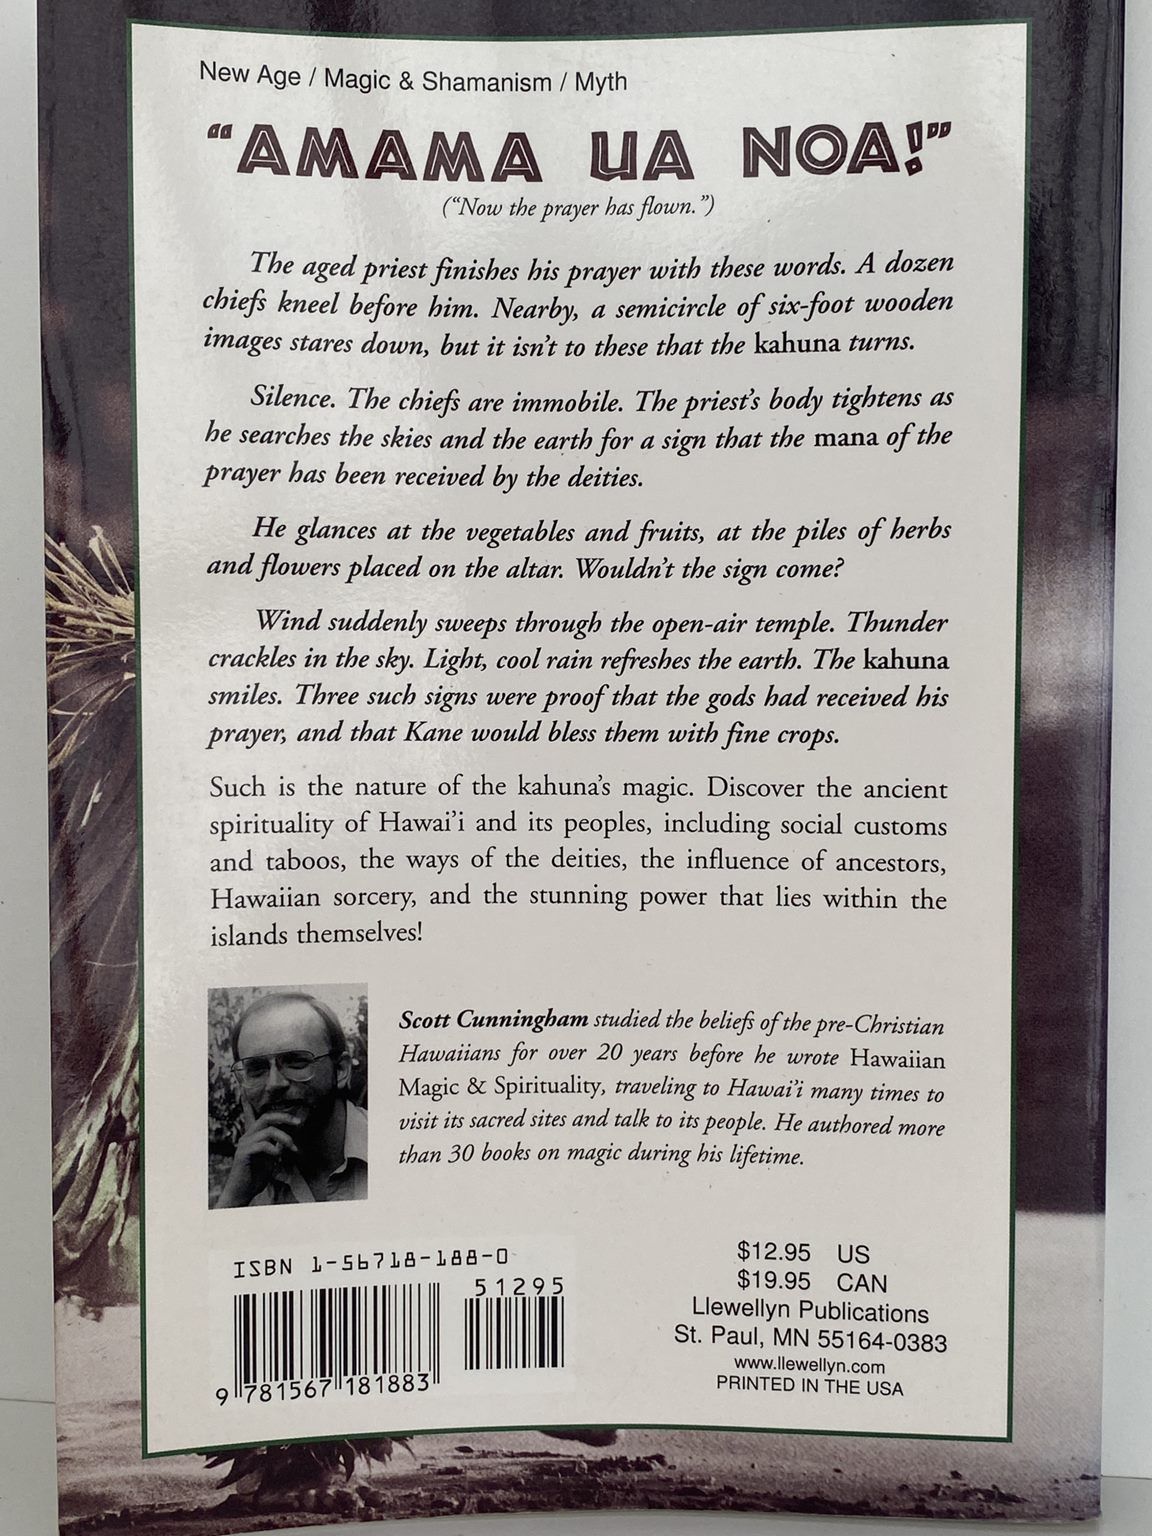 New Age / Magic & Shamanism / Myth
“AMAMA UA NOA!”
(“Now the prayer has flown.”)
The aged priest finishes his prayer with these words. A dozen
chiefs kneel before him. Nearby, a semicircle of six-foot wooden
images stares down, but it isn’t to these that the kahuna turns.
Silence. The chiefs are immobile. The priest’s body tightens as
he searches the skies and the earth for a sign that the mana of the
prayer has been received by the deities.
He glances at the vegetables and fruits, at the piles of herbs
and flowers placed on the altar. Wouldn’t the sign come?
Wind suddenly sweeps through the open-air temple. Thunder
crackles in the sky. Light, cool rain refreshes the earth. The kahuna
smiles. Three such signs were proof that the gods had received his
prayer, and that Kane would bless them with fine crops.
Such is the nature of the kahuna’s magic. Discover the ancient
spirituality of Hawai’i and its peoples, including social customs
and taboos, the ways of the deities, the influence of ancestors,
Hawaiian sorcery, and the stunning power that lies within the
islands themselves!
Scott Cunningham studied the beliefs of the pre-Christian
Hawaiians for over 20 years before he wrote Hawaiian
Magic & Spirituality, traveling to Hawai’i many times to
visit its sacred sites and talk to its people. He authored more
than 30 books on magic during his lifetime.
ISBN 1-56718-188-0
51295
9 781567 181883
$12.95 US
$19.95 CAN
Llewellyn Publications
St. Paul, MN 55164-0383
www.llewellyn.com
PRINTED IN THE USA